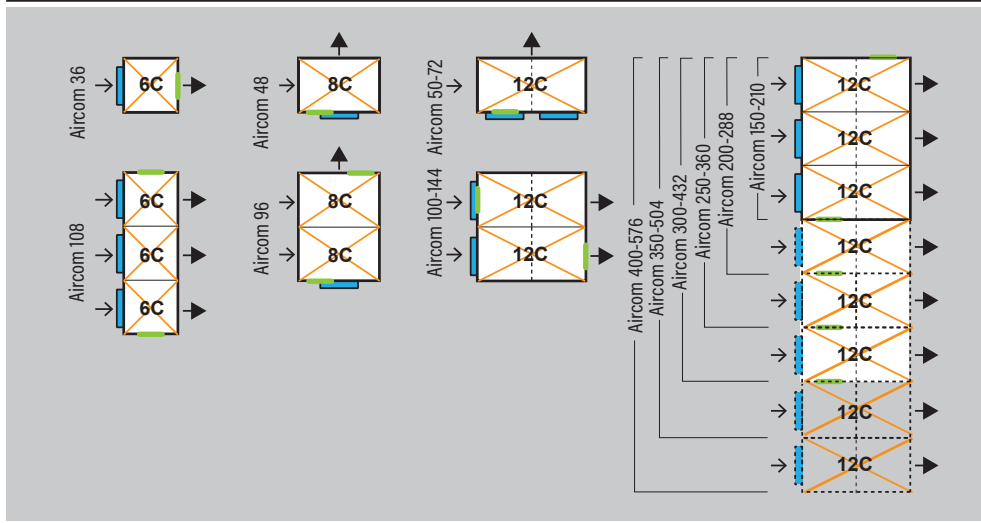 Aircom 36
6C
Aircom 48
8C
Aircom 50-72
12C
Aircom 108
6C
6C
6C
Aircom 96
8C
8C
Aircom 100-144
12C
12C
Aircom 400-576
Aircom 350-504
Aircom 300-432
Aircom 250-360
Aircom 200-288
Aircom 150-210
12C
12C
12C
12C
12C
12C
12C
12C